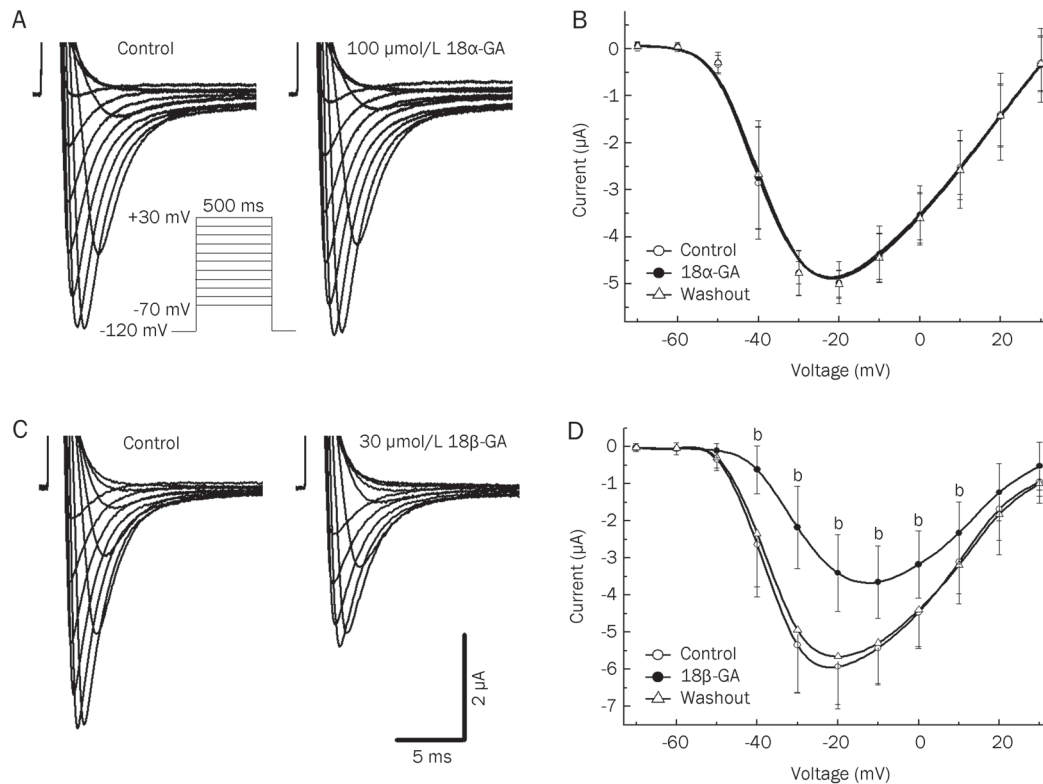 A
Control
100 µmol/L 18α-GA
500 ms
+30 mV
-70 mV
-120 mV
B
0
-1
-2
-3
-4
-5
Current (µA)
Control
18α-GA
Washout
-60 -40 -20 0 20
Voltage (mV)
C
Control
30 µmol/L 18β-GA
2 µA
5 ms
D
b b b b b b
0
-1
-2
-3
-4
-5
-6
-7
Current (µA)
Control
18β-GA
Washout
-60 -40 -20 0 20
Voltage (mV)